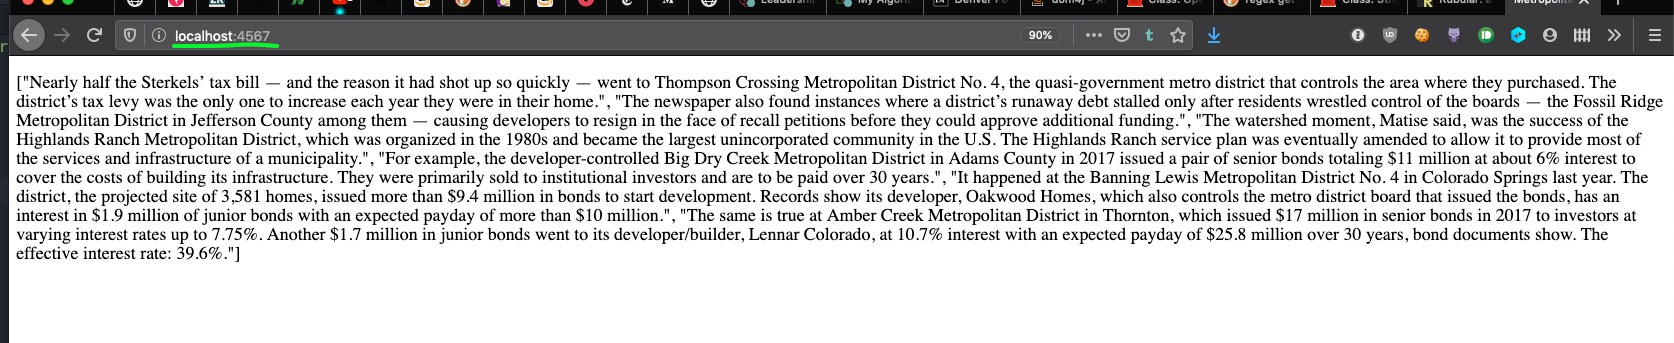 Leadershi
My Algori
Denver Po
dom4j - X
Class: Op
regex get
Class: Str
Rubular: a
Metropolit
localhost:4567
90%
["Nearly half the Sterkels’ tax bill — and the reason it had shot up so quickly — went to Thompson Crossing Metropolitan District No. 4, the quasi-government metro district that controls the area where they purchased. The
district’s tax levy was the only one to increase each year they were in their home.", "The newspaper also found instances where a district’s runaway debt stalled only after residents wrestled control of the boards — the Fossil Ridge
Metropolitan District in Jefferson County among them — causing developers to resign in the face of recall petitions before they could approve additional funding.", "The watershed moment, Matise said, was the success of the
Highlands Ranch Metropolitan District, which was organized in the 1980s and became the largest unincorporated community in the U.S. The Highlands Ranch service plan was eventually amended to allow it to provide most of
the services and infrastructure of a municipality.", "For example, the developer-controlled Big Dry Creek Metropolitan District in Adams County in 2017 issued a pair of senior bonds totaling $11 million at about 6% interest to
cover the costs of building its infrastructure. They were primarily sold to institutional investors and are to be paid over 30 years.", "It happened at the Banning Lewis Metropolitan District No. 4 in Colorado Springs last year. The
district, the projected site of 3,581 homes, issued more than $9.4 million in bonds to start development. Records show its developer, Oakwood Homes, which also controls the metro district board that issued the bonds, has an
interest in $1.9 million of junior bonds with an expected payday of more than $10 million.", "The same is true at Amber Creek Metropolitan District in Thornton, which issued $17 million in senior bonds in 2017 to investors at
varying interest rates up to 7.75%. Another $1.7 million in junior bonds went to its developer/builder, Lennar Colorado, at 10.7% interest with an expected payday of $25.8 million over 30 years, bond documents show. The
effective interest rate: 39.6%."]